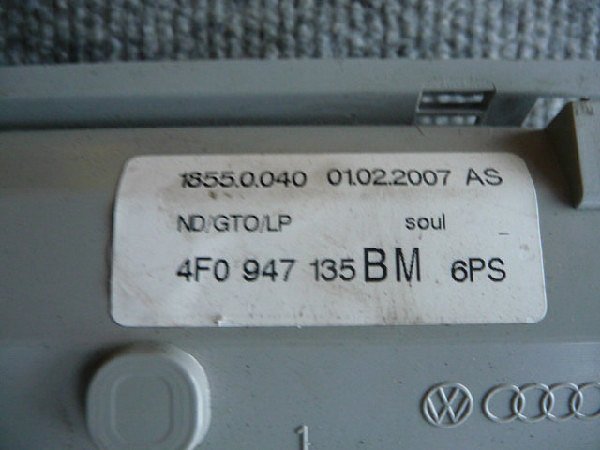 1855.0.040 01.02.2007 AS
ND/GTO/LP soul
4F0 947 135 BM 6PS
1